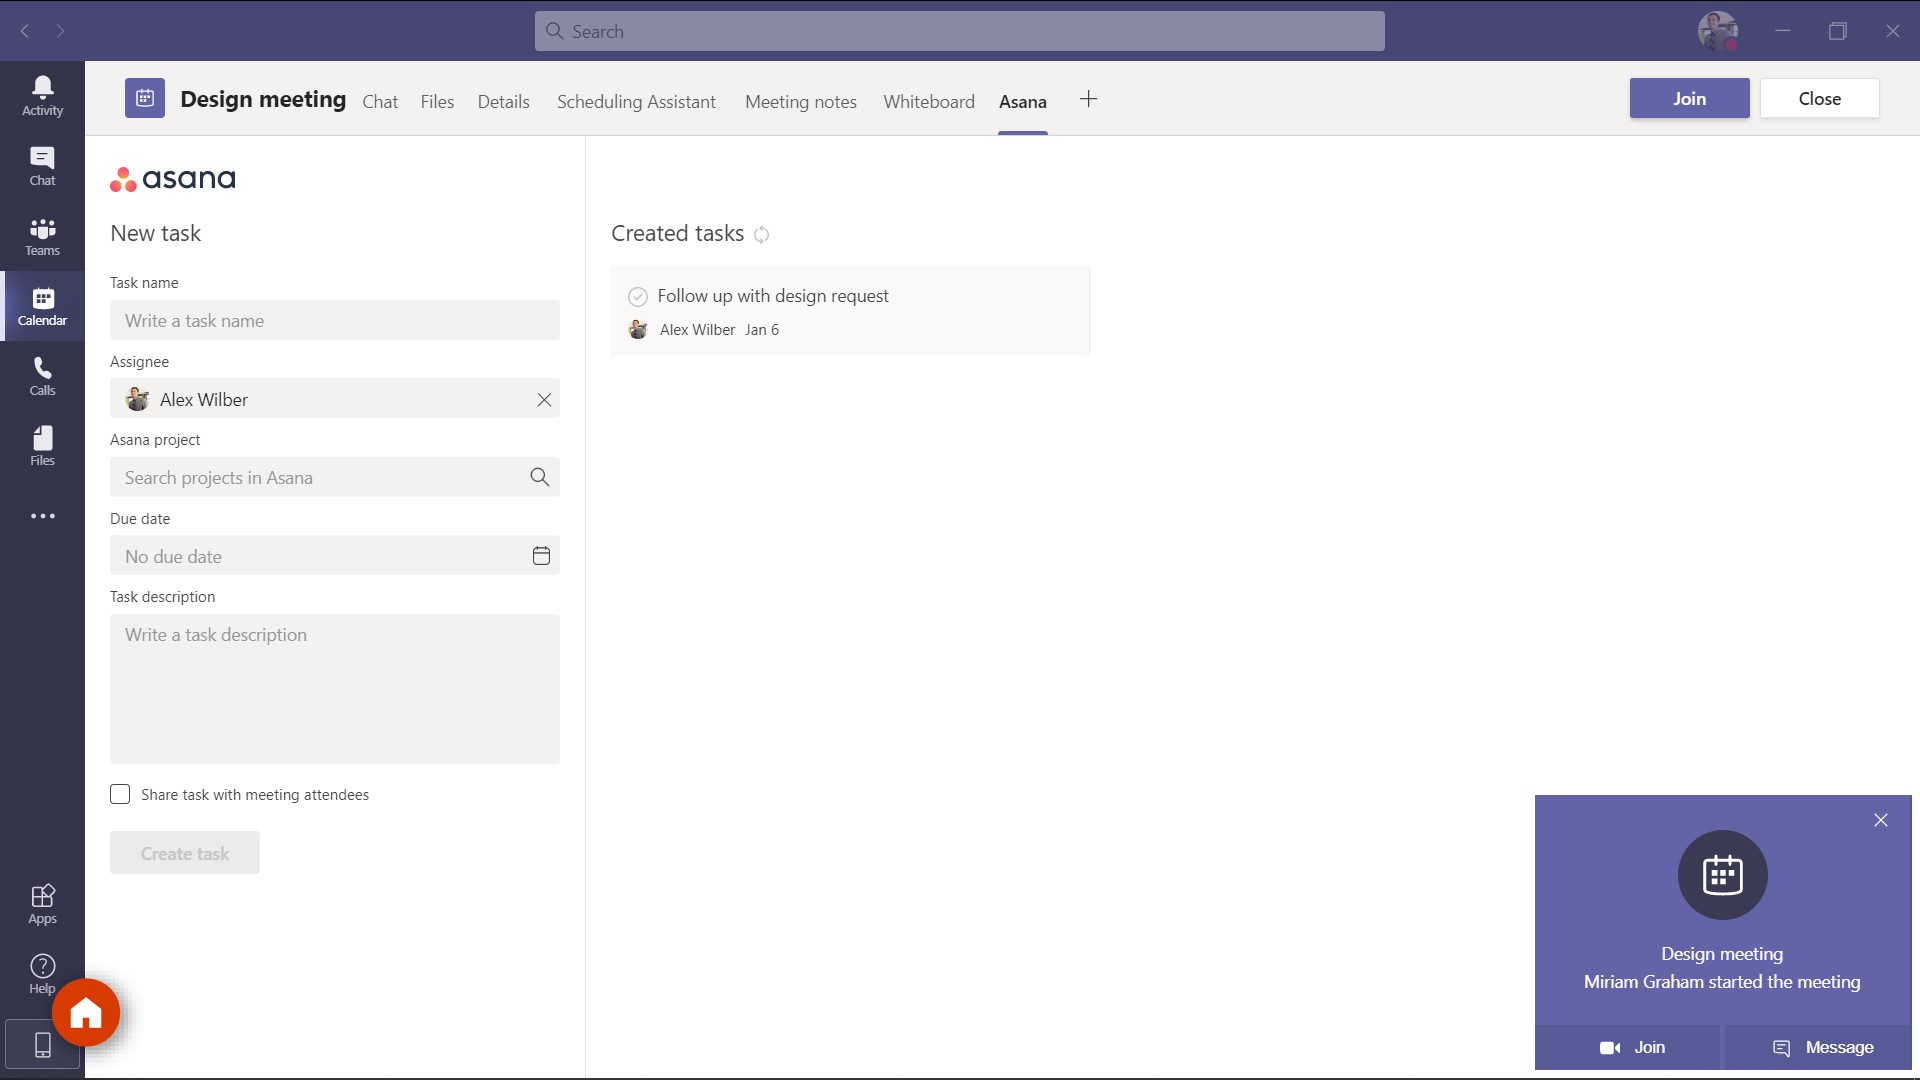 Search
Activity
Chat
Teams
Calendar
Calls
Files
Apps
Help
Design meeting Chat Files Details Scheduling Assistant Meeting notes Whiteboard Asana
Join Close
asana
New task
Task name
Write a task name
Assignee
Alex Wilber
Asana project
Search projects in Asana
Due date
No due date
Task description
Write a task description
Share task with meeting attendees
Create task
Created tasks
Follow up with design request
Alex Wilber Jan 6
Design meeting
Miriam Graham started the meeting
Join Message